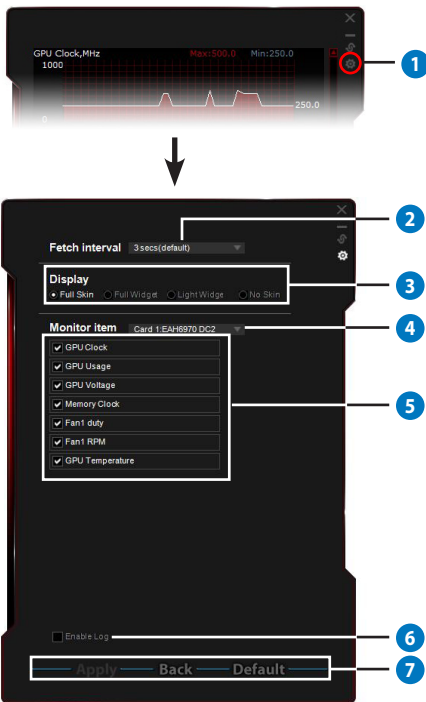 GPU Clock,MHz Max:500.0 Min:250.0
1000
1
250.0
0
2
Fetch interval 3secs(default)
Display
Full Skin Full Widget Light Widge No Skin
3
Monitor item Card 1:EAH6970 DC2
4
GPU Clock
GPU Usage
GPU Voltage
Memory Clock
5
Fan1 duty
Fan1 RPM
GPU Temperature
Enable Log
6
Apply Back Default
7